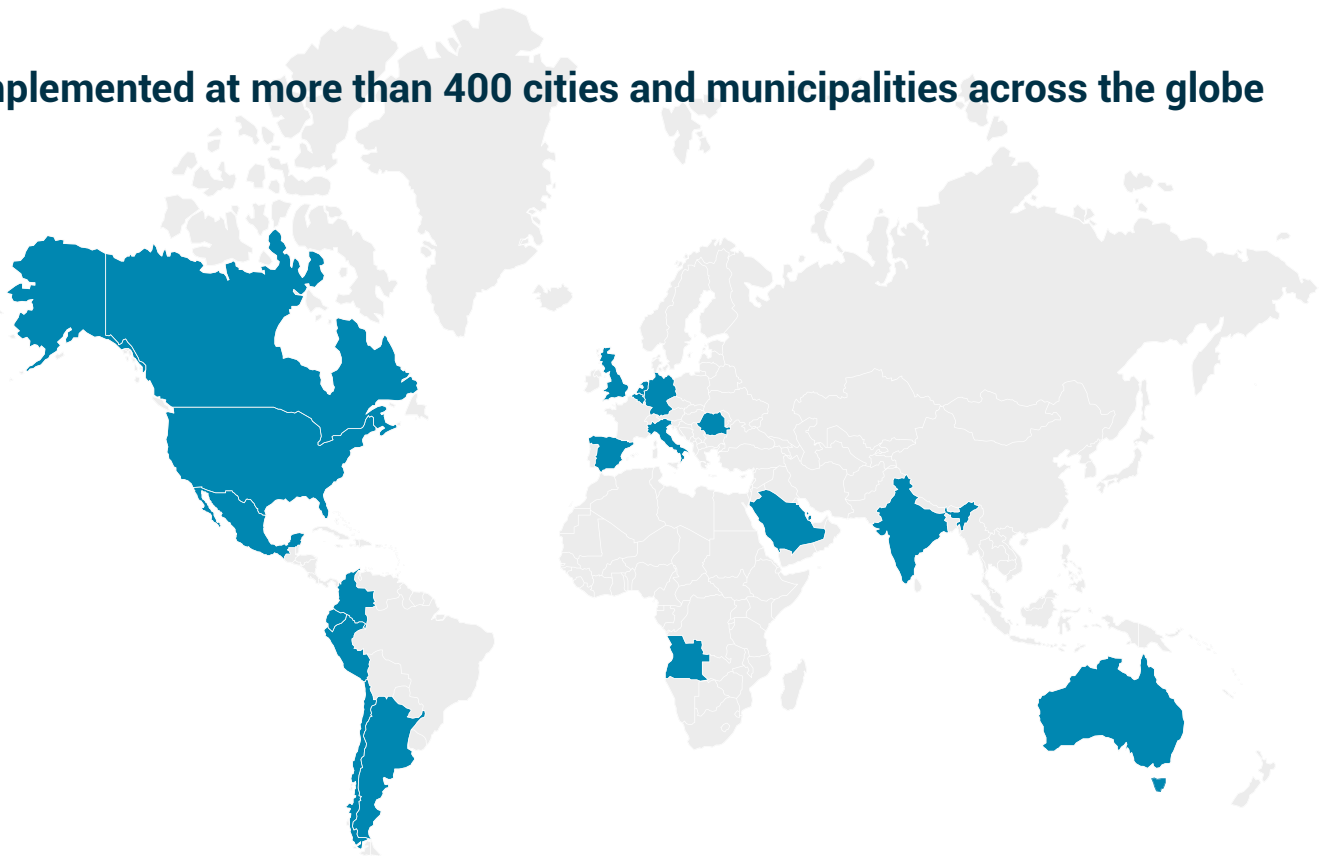 nplemented at more than 400 cities and municipalities across the globe